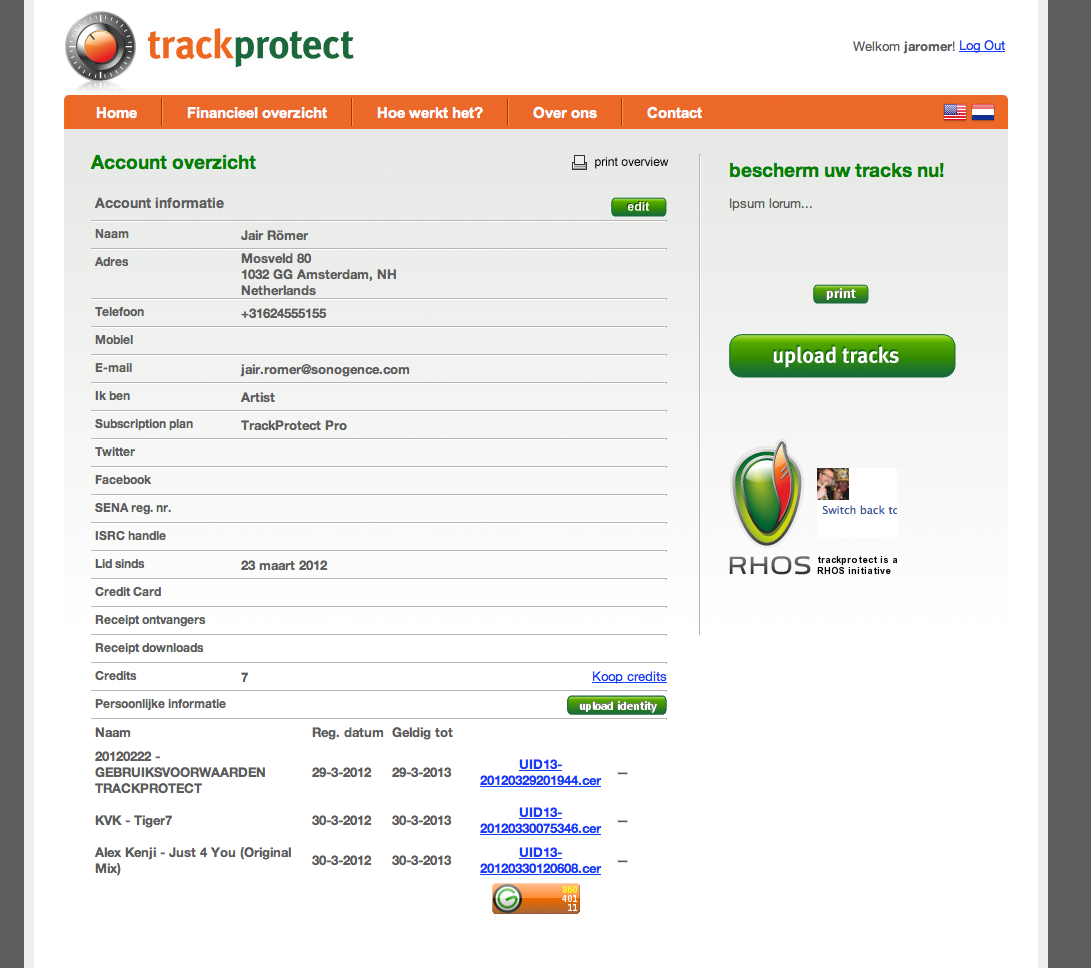 trackprotect
Welkom jaromer! Log Out
Home Financieel overzicht Hoe werkt het? Over ons Contact
Account overzicht
print overview
Account informatie
edit
Naam Jair Römer
Adres Mosveld 80
1032 GG Amsterdam, NH
Netherlands
Telefoon +31624555155
Mobiel
E-mail jair.romer@sonogence.com
Ik ben Artist
Subscription plan TrackProtect Pro
Twitter
Facebook
SENA reg. nr.
ISRC handle
Lid sinds 23 maart 2012
Credit Card
Receipt ontvangers
Receipt downloads
Credits 7 Koop credits
Persoonlijke informatie upload identity
Naam Reg. datum Geldig tot
20120222 -
GEBRUIKSVOORWAARDEN
TRACKPROTECT
29-3-2012 29-3-2013
UID13-
20120329201944.cer
--
KVK - Tiger7 30-3-2012 30-3-2013
UID13-
20120330075346.cer
--
Alex Kenji - Just 4 You (Original
Mix)
30-3-2012 30-3-2013
UID13-
20120330120608.cer
--
860
401
11
bescherm uw tracks nu!
Ipsum lorum...
print
upload tracks
Switch back to
RHOS
trackprotect is a
RHOS initiative